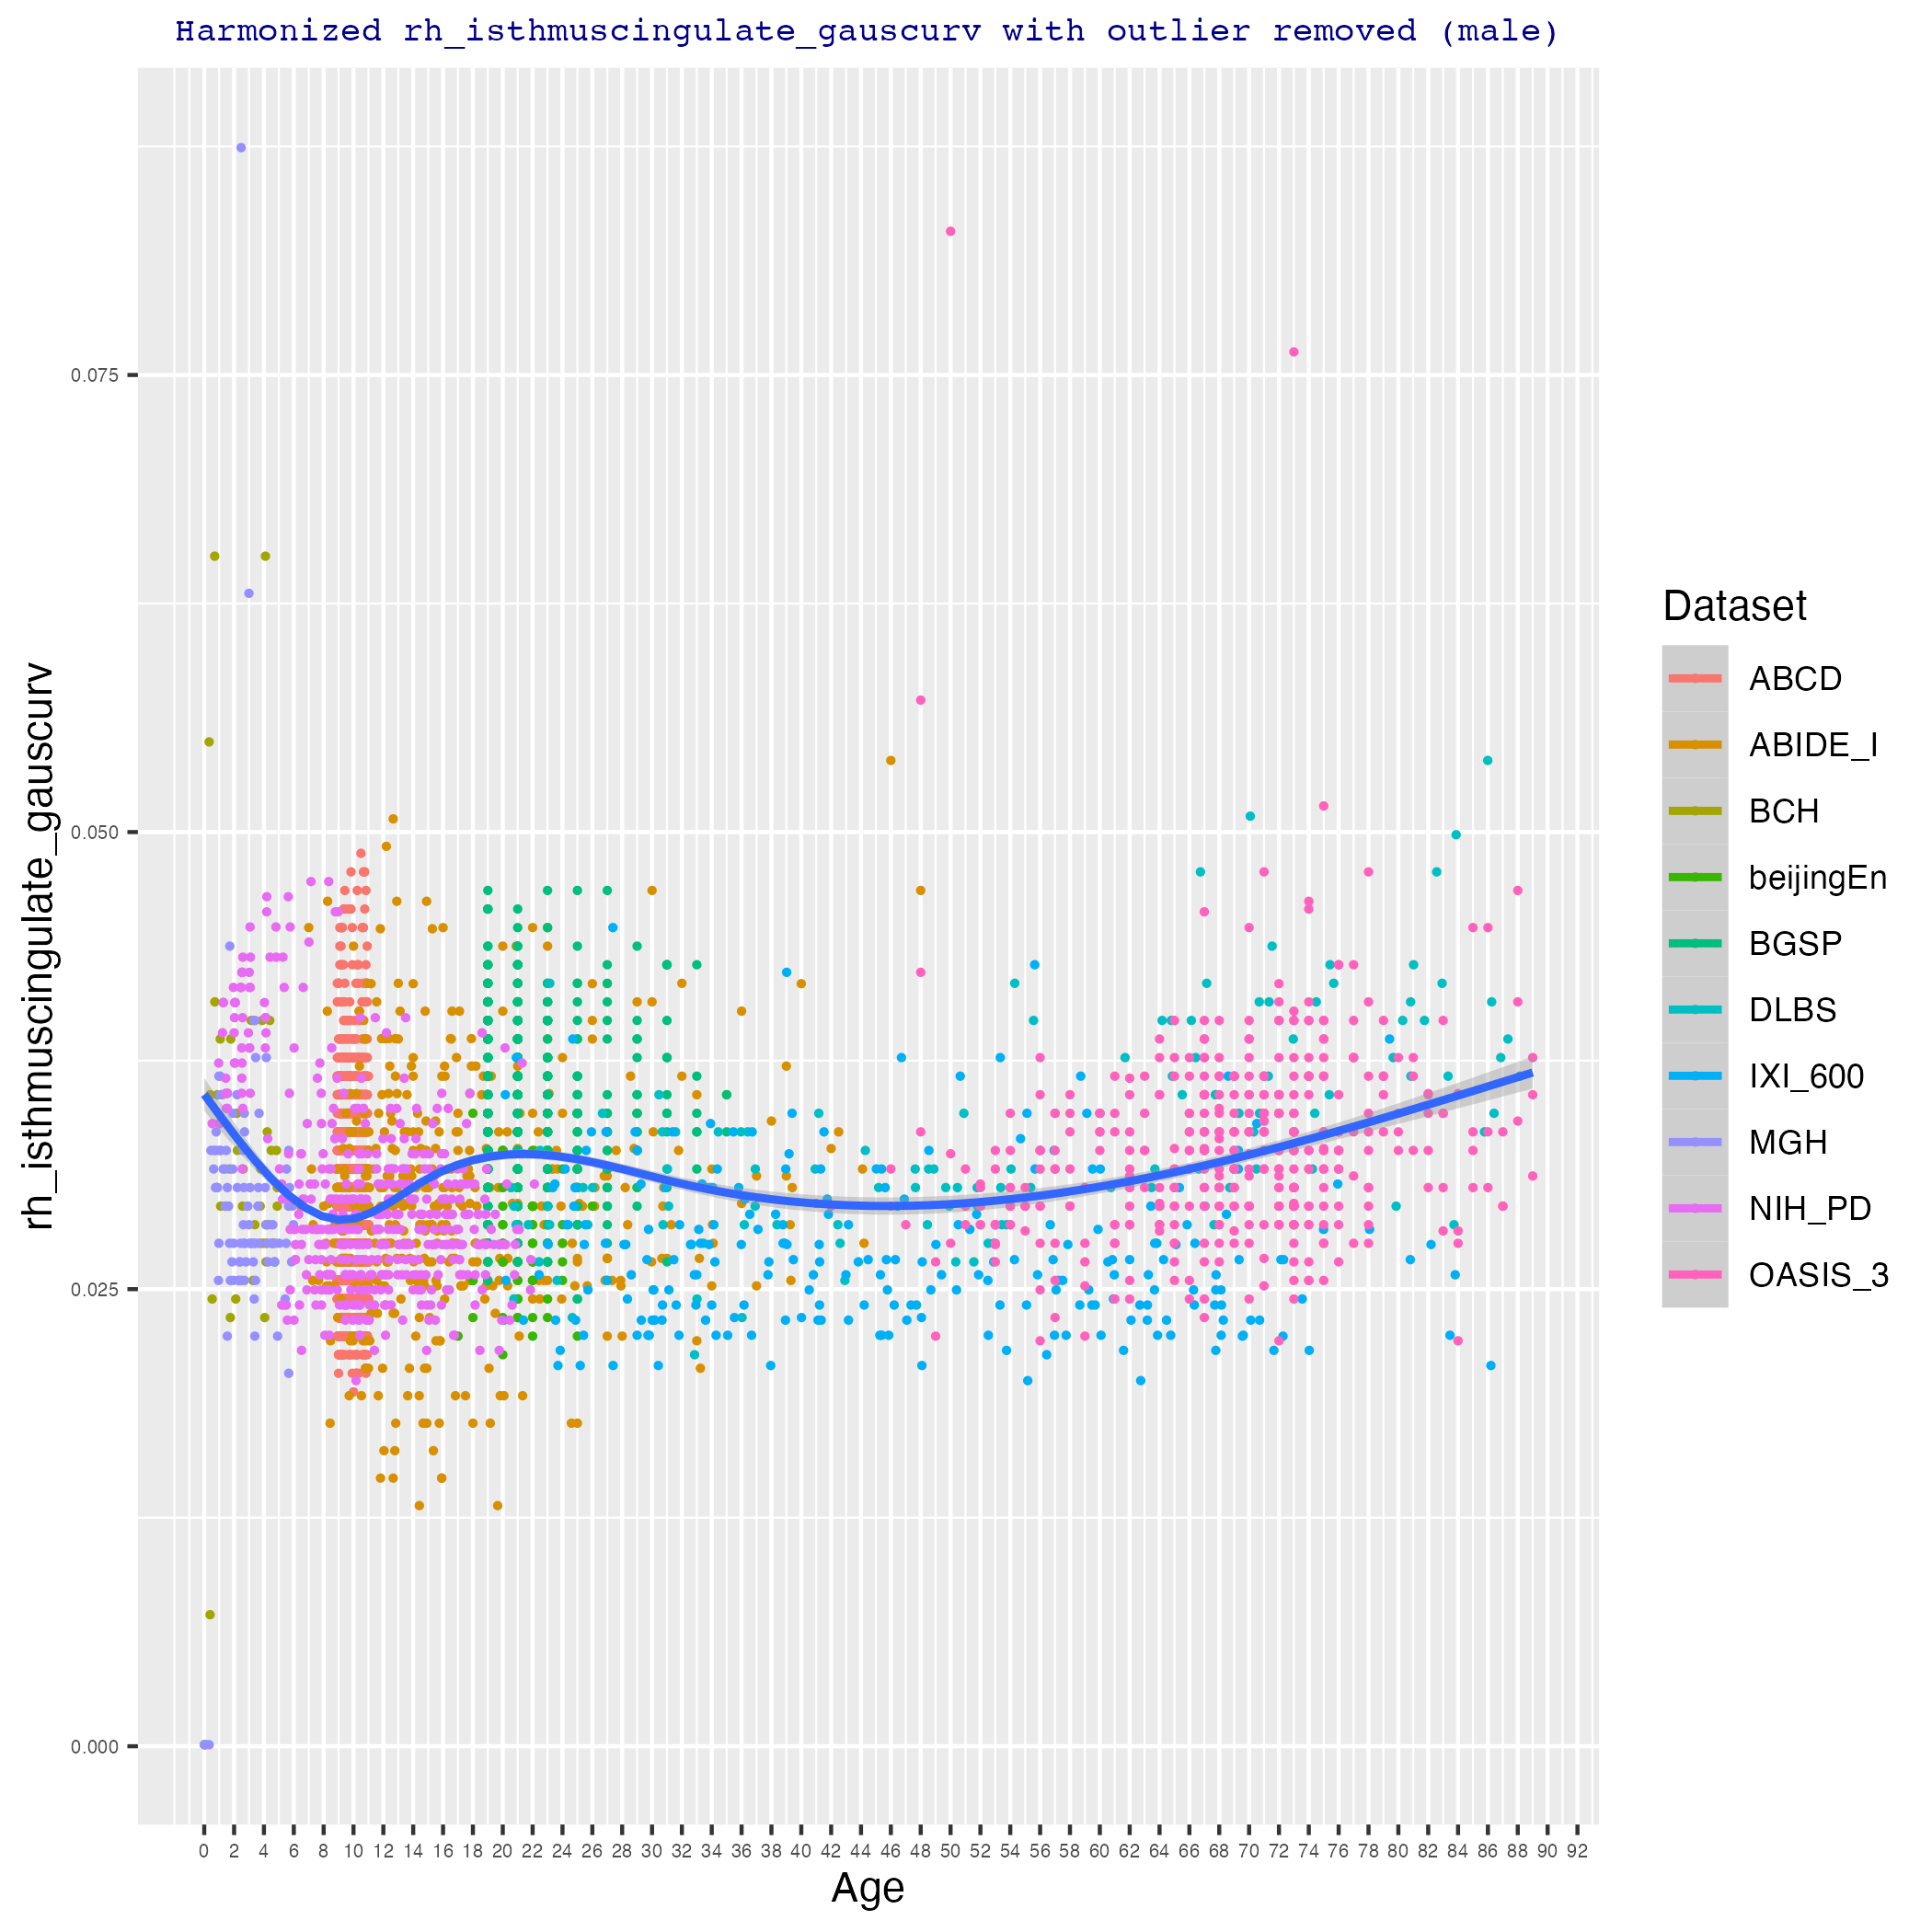 Harmonized rh_isthmuscingulate_gauscurv with outlier removed (male)
rh_isthmuscingulate_gauscurv
0.075
0.050
0.025
0.000
0 2 4 6 8 10 12 14 16 18 20 22 24 26 28 30 32 34 36 38 40 42 44 46 48 50 52 54 56 58 60 62 64 66 68 70 72 74 76 78 80 82 84 86 88 90 92
Age
Dataset
ABCD
ABIDE_I
BCH
beijingEn
BGSP
DLBS
IXI_600
MGH
NIH_PD
OASIS_3